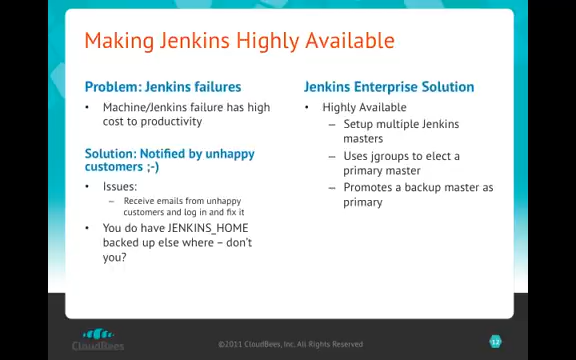 Making Jenkins Highly Available
Problem: Jenkins failures
• Machine/Jenkins failure has high
cost to productivity
Solution: Notified by unhappy
customers ;-)
• Issues:
– Receive emails from unhappy
customers and log in and fix it
• You do have JENKINS_HOME
backed up else where – don't
you?
Jenkins Enterprise Solution
• Highly Available
– Setup multiple Jenkins
masters
– Uses jgroups to elect a
primary master
– Promotes a backup master as
primary
CloudBees
©2011 CloudBees, Inc. All Rights Reserved
12